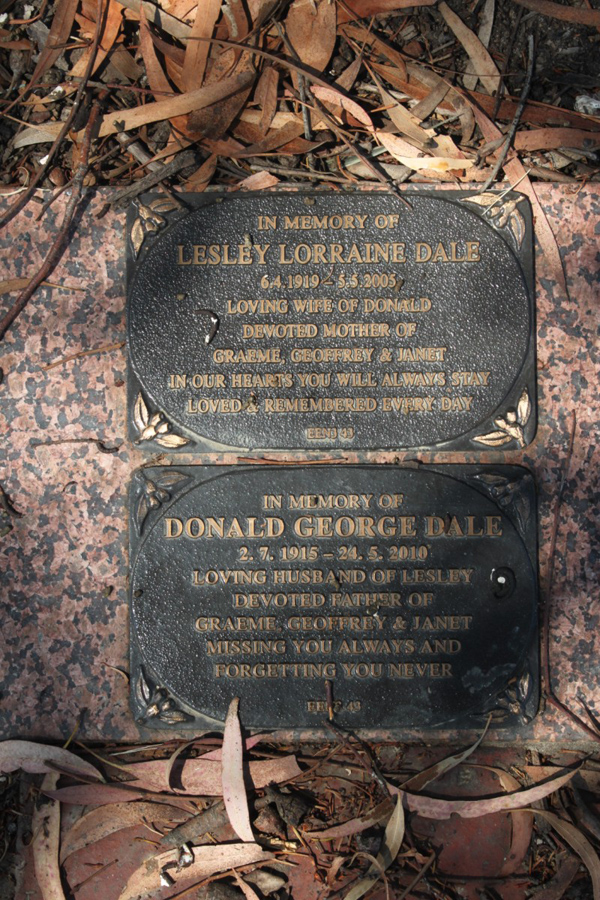 IN MEMORY OF
LESLEY LORRAINE DALE
6.4.1919 – 5.5.2005
LOVING WIFE OF DONALD
DEVOTED MOTHER OF
GRAEME, GEOFFREY & JANET
IN OUR HEARTS YOU WILL ALWAYS STAY
LOVED & REMEMBERED EVERY DAY
IN MEMORY OF
DONALD GEORGE DALE
2. 7. 1915 – 24. 5. 2010
LOVING HUSBAND OF LESLEY
DEVOTED FATHER OF
GRAEME, GEOFFREY & JANET
MISSING YOU ALWAYS AND
FORGETTING YOU NEVER